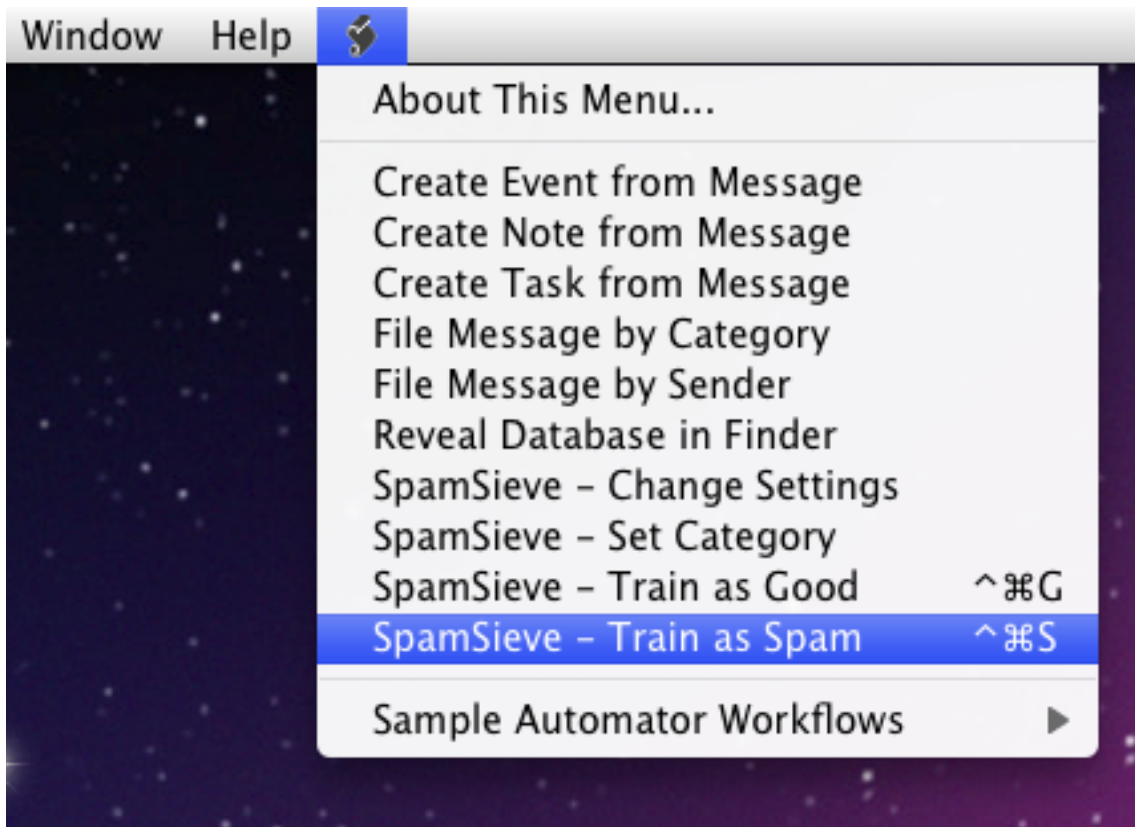 Window Help
About This Menu...
Create Event from Message
Create Note from Message
Create Task from Message
File Message by Category
File Message by Sender
Reveal Database in Finder
SpamSieve – Change Settings
SpamSieve – Set Category
SpamSieve – Train as Good ^⌘G
SpamSieve – Train as Spam ^⌘S
Sample Automator Workflows